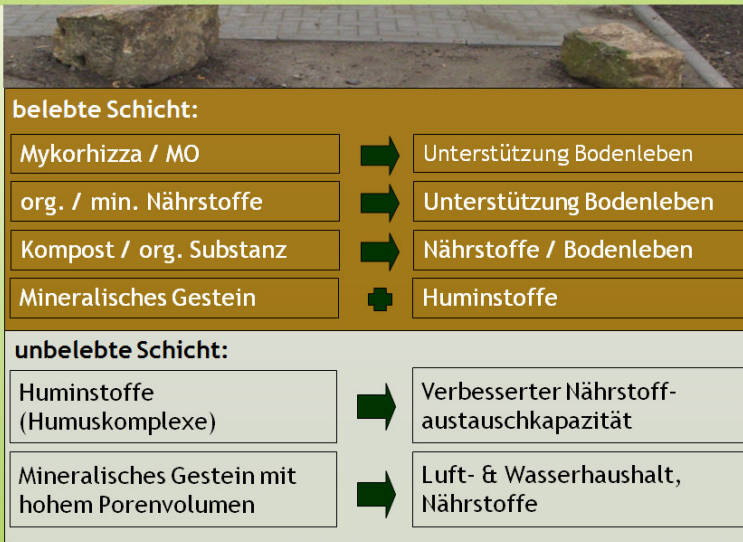 belebte Schicht:
Mykorhizza / MO
Unterstützung Bodenleben
org. / min. Nährstoffe
Unterstützung Bodenleben
Kompost / org. Substanz
Nährstoffe / Bodenleben
Mineralisches Gestein
Huminstoffe
unbelebte Schicht:
Huminstoffe
(Humuskomplexe)
Verbesserter Nährstoff-
austauschkapazität
Mineralisches Gestein mit
hohem Porenvolumen
Luft- & Wasserhaushalt,
Nährstoffe